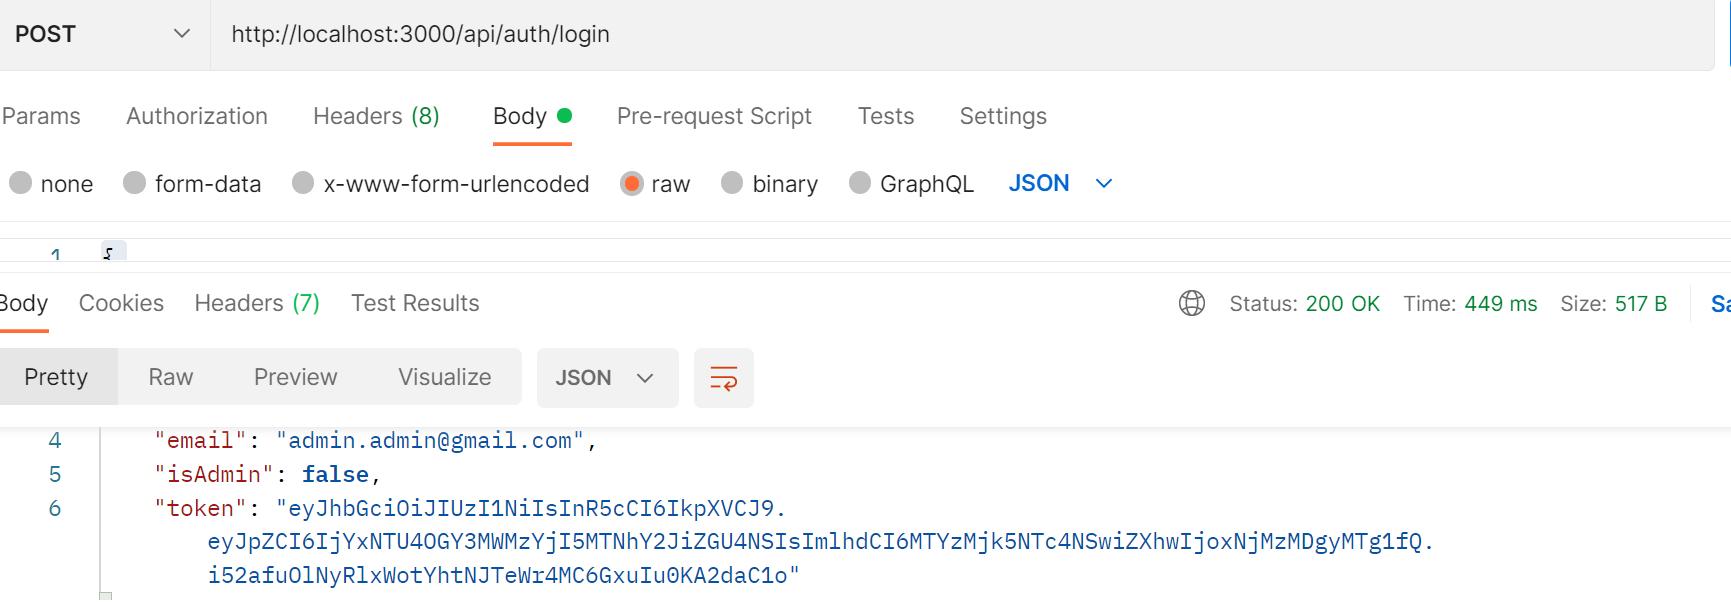 POST http://localhost:3000/api/auth/login
Params Authorization Headers (8) Body Pre-request Script Tests Settings
none form-data x-www-form-urlencoded raw binary GraphQL JSON
1 {
Body Cookies Headers (7) Test Results Status: 200 OK Time: 449 ms Size: 517 B Sa
Pretty Raw Preview Visualize JSON
4 "email": "admin.admin@gmail.com",
5 "isAdmin": false,
6 "token": "eyJhbGciOiJIUzI1NiIsInR5cCI6IkpXVCJ9.
eyJpZCI6IjYxNTU4OGY3MWMzYjI5MTNhY2JiZGU4NSIsImlhdCI6MTYzMjk5NTc4NSwiZXhwIjoxNjMzMDgyMTg1fQ.
i52afuOlNyRlxWotYhtNJTeWr4MC6GxuIu0KA2daC1o"